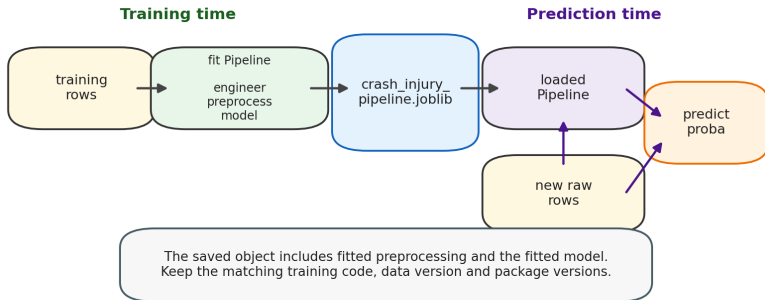 Training time
Prediction time
training
rows
fit Pipeline
engineer
preprocess
model
crash_injury_
pipeline.joblib
loaded
Pipeline
predict
proba
new raw
rows
The saved object includes fitted preprocessing and the fitted model.
Keep the matching training code, data version and package versions.